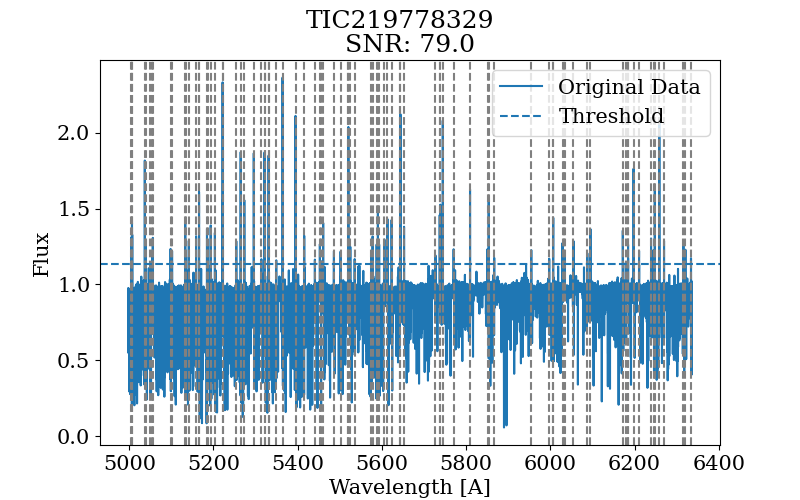 TIC219778329
SNR: 79.0
Original Data
Threshold
2.0
1.5
1.0
0.5
0.0
Flux
5000 5200 5400 5600 5800 6000 6200 6400
Wavelength [A]